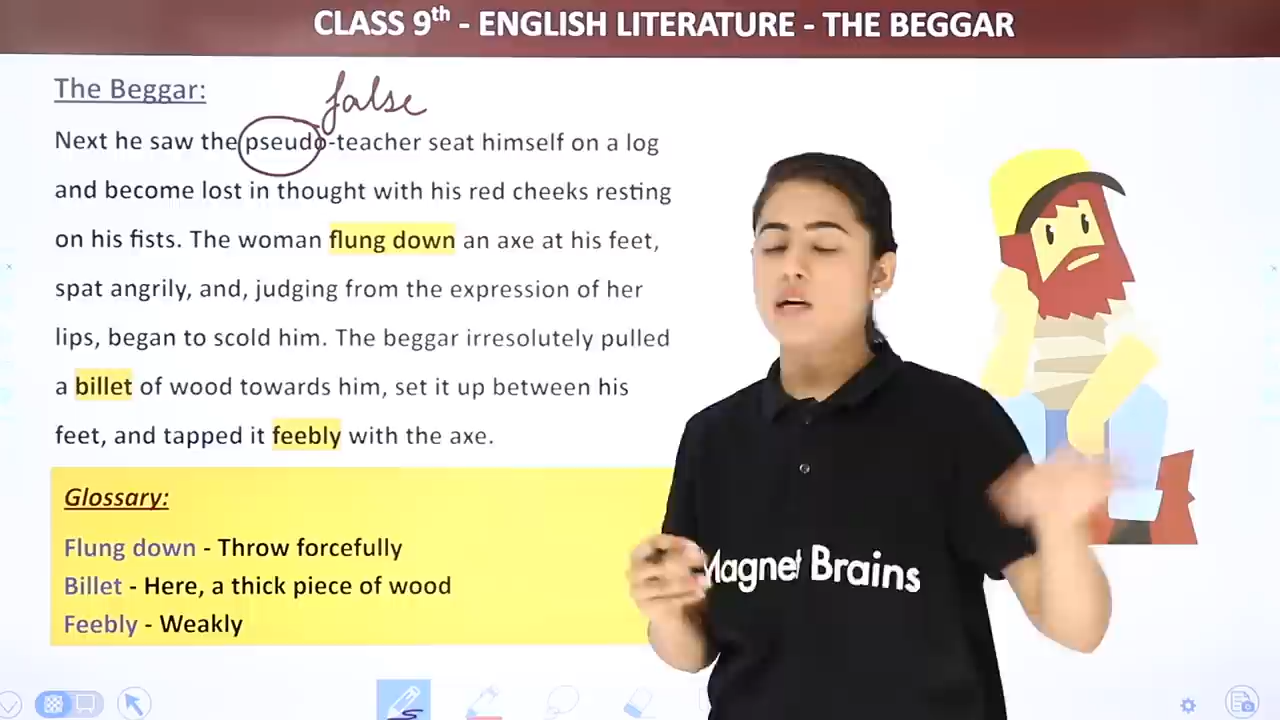 CLASS 9th - ENGLISH LITERATURE - THE BEGGAR
The Beggar:
false
Next he saw the pseudo-teacher seat himself on a log
and become lost in thought with his red cheeks resting
on his fists. The woman flung down an axe at his feet,
spat angrily, and, judging from the expression of her
lips, began to scold him. The beggar irresolutely pulled
a billet of wood towards him, set it up between his
feet, and tapped it feebly with the axe.
Glossary:
Flung down - Throw forcefully
Billet - Here, a thick piece of wood
Feebly - Weakly
Magnet Brains